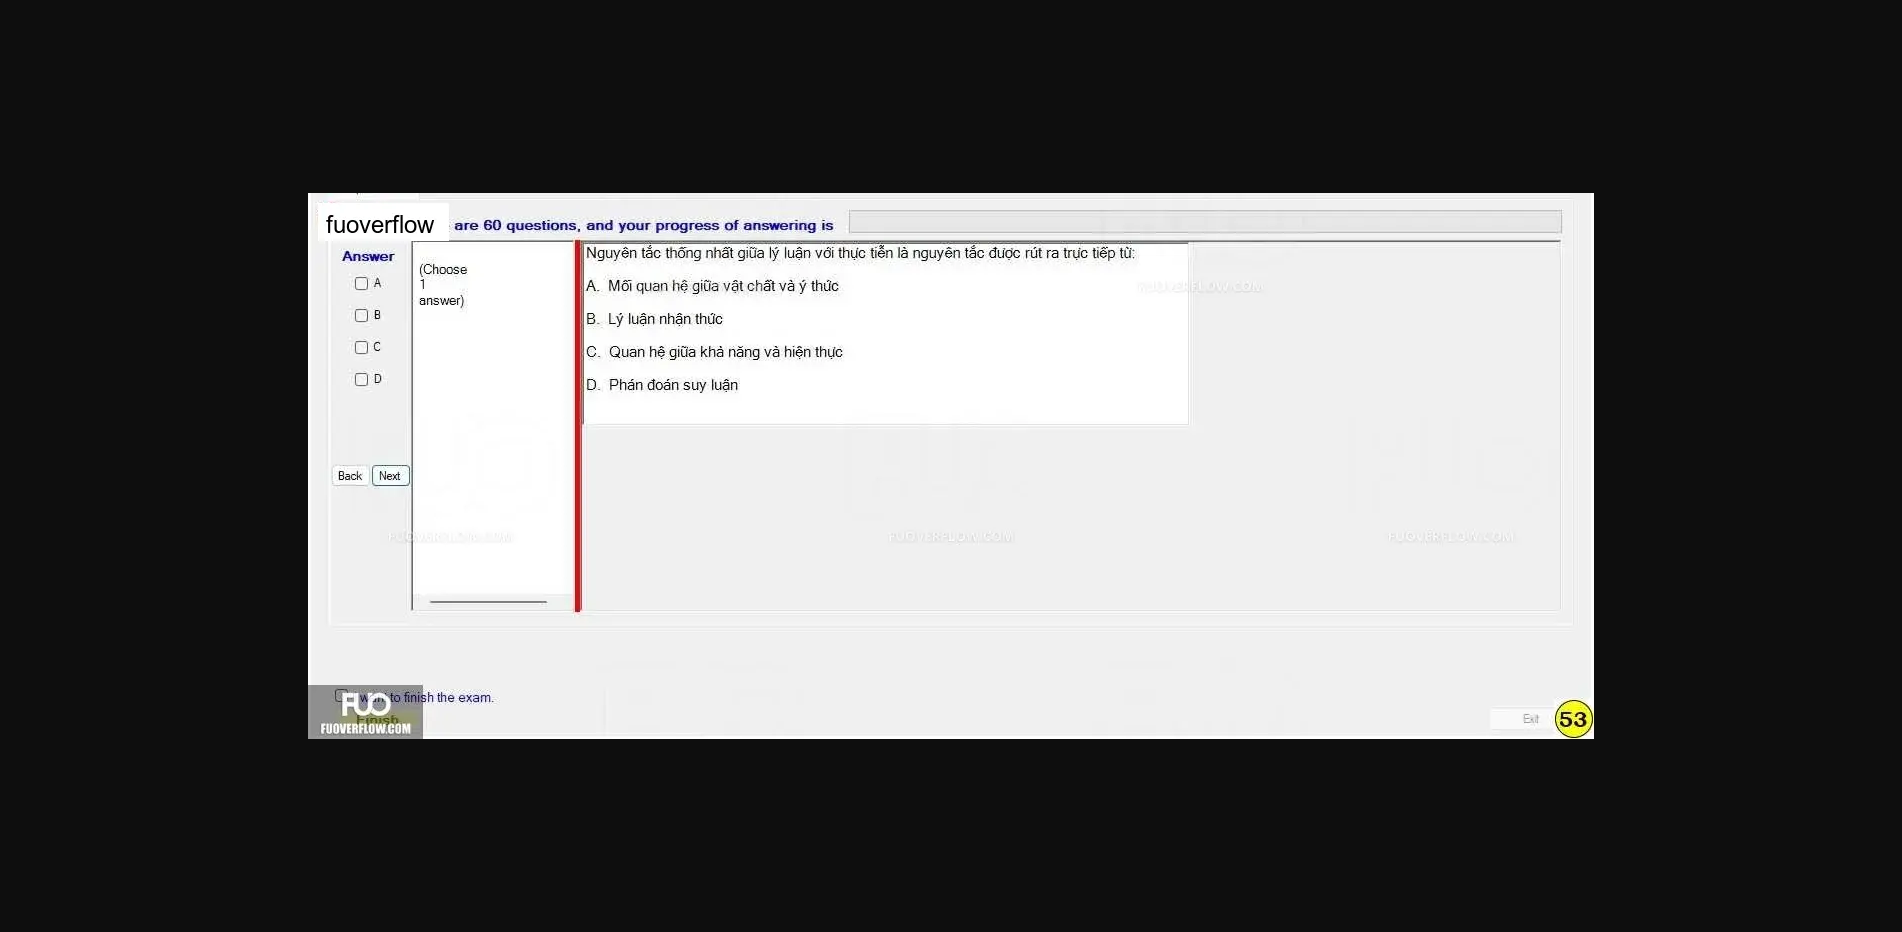 fuoverflow are 60 questions, and your progress of answering is
Answer
A
B
C
D
Back Next
(Choose
1
answer)
Nguyên tắc thống nhất giữa lý luận với thực tiễn là nguyên tắc được rút ra trực tiếp từ:
A. Mối quan hệ giữa vật chất và ý thức
B. Lý luận nhận thức
C. Quan hệ giữa khả năng và hiện thực
D. Phán đoán suy luận
FUOVERFLOW.COM
FUOVERFLOW.COM
FUOVERFLOW.COM
FUOVERFLOW.COM
want to finish the exam.
Finish
FUO
FUOVERFLOW.COM
Exit
53